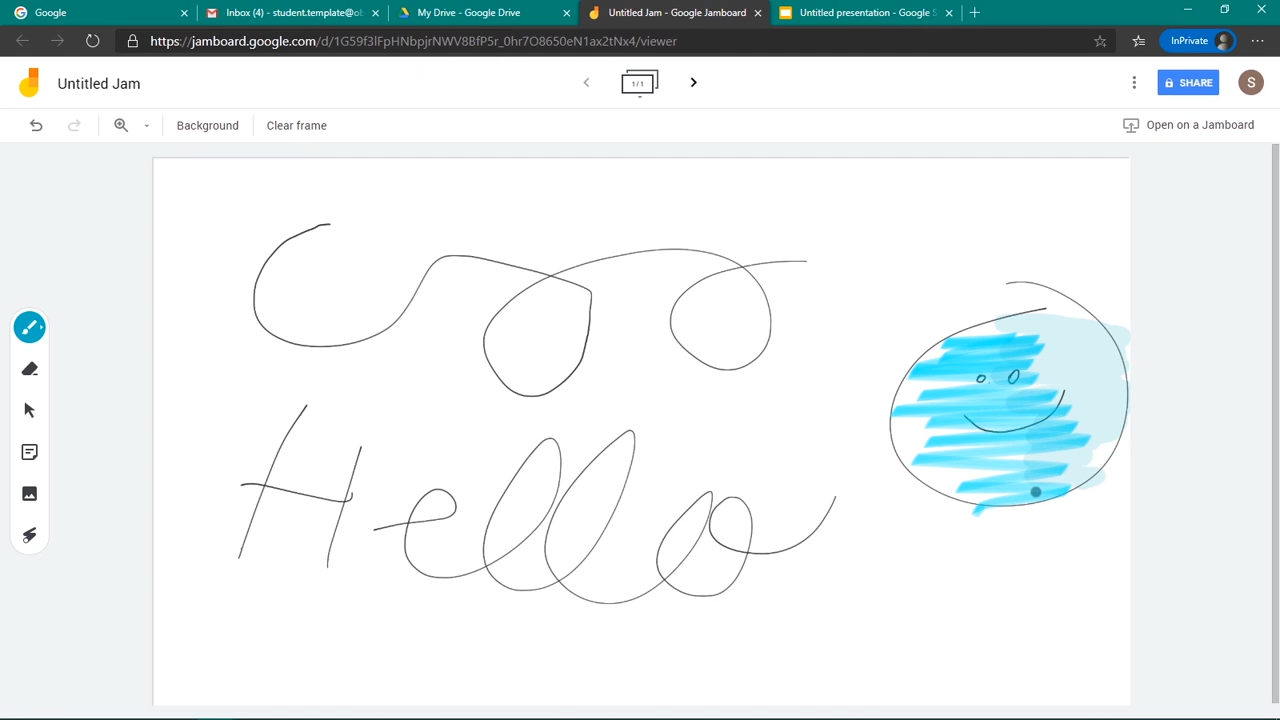 Google
Inbox (4) - student.template@o
My Drive - Google Drive
Untitled Jam - Google Jamboard
Untitled presentation - Google S
https://jamboard.google.com/d/1G59f3lFpHNbpjrNWV8BfP5r_0hr7O8650eN1ax2tNx4/viewer
InPrivate
Untitled Jam
1/1
SHARE
S
Background
Clear frame
Open on a Jamboard
Hello